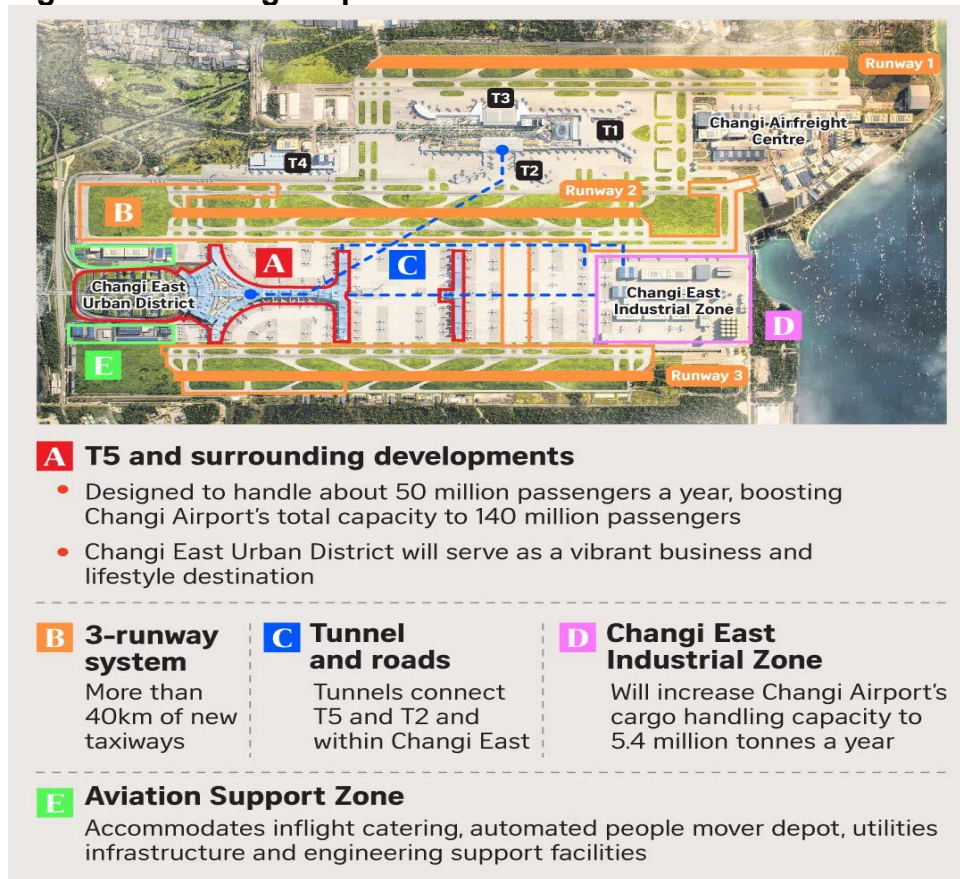 Runway 1
T3
T1
Changi Airfreight
Centre
T4
T2
Runway 2
B
A
C
Changi East
Urban District
Changi East
Industrial Zone
D
E
Runway 3
A T5 and surrounding developments
• Designed to handle about 50 million passengers a year, boosting
Changi Airport’s total capacity to 140 million passengers
• Changi East Urban District will serve as a vibrant business and
lifestyle destination
B 3-runway
system
More than
40km of new
taxiways
C Tunnel
and roads
Tunnels connect
T5 and T2 and
within Changi East
D Changi East
Industrial Zone
Will increase Changi Airport’s
cargo handling capacity to
5.4 million tonnes a year
E Aviation Support Zone
Accommodates inflight catering, automated people mover depot, utilities
infrastructure and engineering support facilities